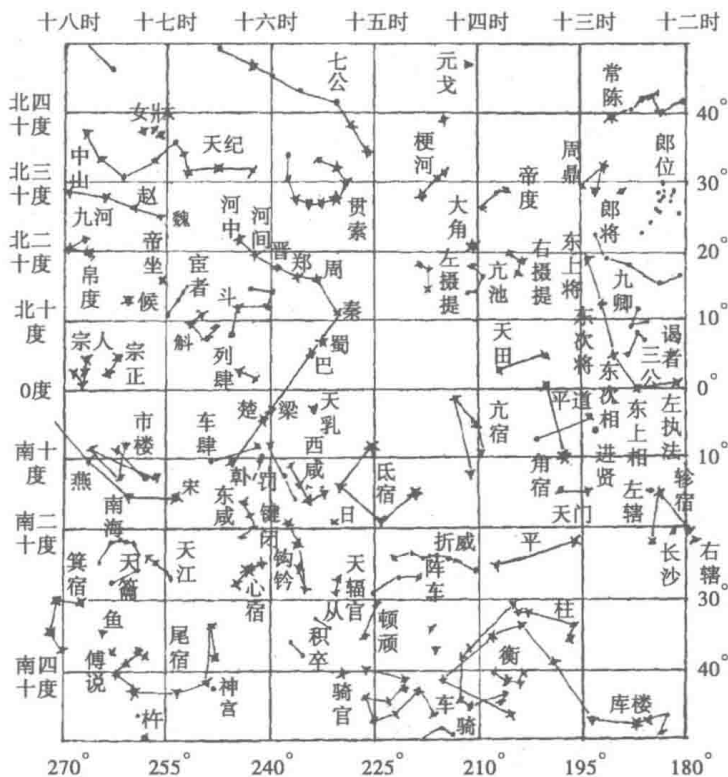 十八时 十七时 十六时 十五时 十四时 十三时 十二时
北四十度
40°
七公
元戈
常陈
女牀
天纪
梗河
周鼎
郎位
帝度
中山
北三十度
30°
赵
魏
九河
河中
河间
贯索
大角
郎将
北二十度
20°
帝坐
晋
郑
周
左摄提
亢池
右摄提
东上将
九卿
帛度
宦者
斗
候
秦
北十度
10°
斛
蜀
巴
天田
东次将
谒者
三公
宗人
宗正
列肆
0度
0°
楚
梁
天乳
亢宿
平道
东次相
东上相
左执法
市楼
车肆
西咸
氐宿
角宿
进贤
南十度
10°
燕
宋
罚
日
天门
左辖
轸宿
东咸
键闭
南海
南二十度
20°
箕宿
天籥
天江
心宿
钩钤
天辐官
折威
阵车
平
长沙
右辖
30°
鱼
尾宿
从
积卒
顿顽
柱
傅说
衡
南四十度
40°
神宫
骑官
车骑
库楼
杵
270° 255° 240° 225° 210° 195° 180°